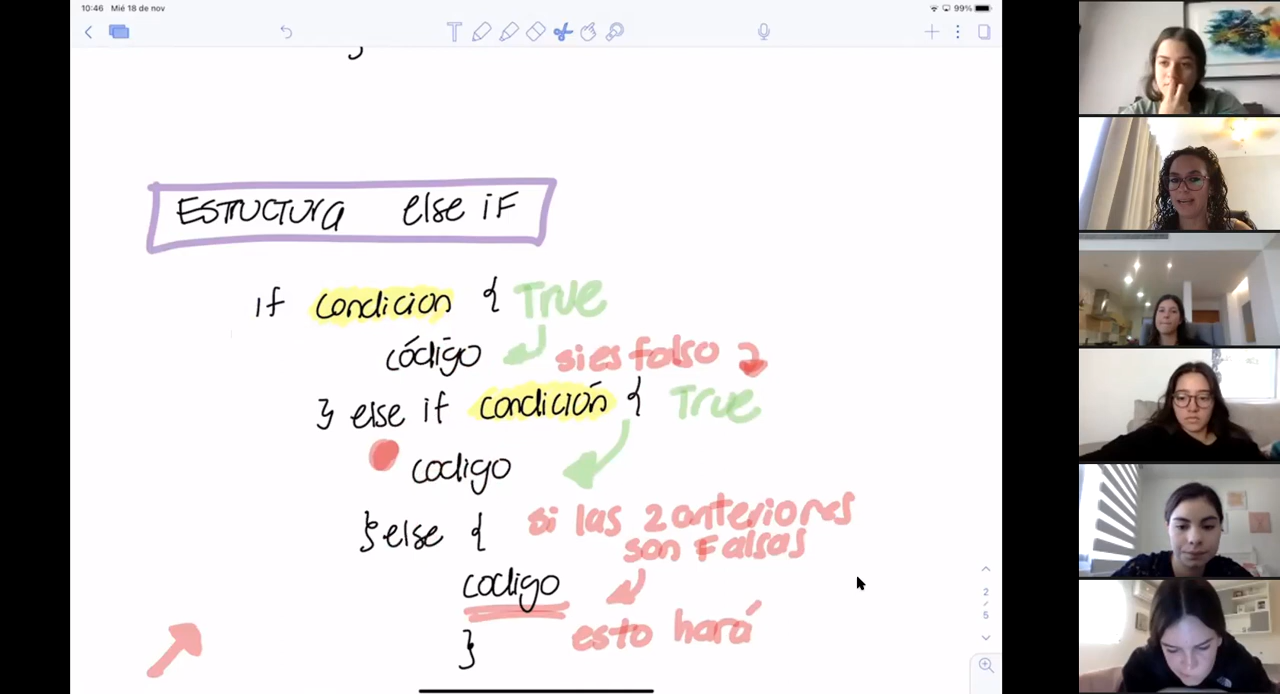 10:46 Mié 18 de nov
99%
ESTRUCTURA else if
if condicion { True
código si es falso
} else if condición { True
codigo
} else { si las 2 anteriores
son Falsas
codigo
esto hará
}
2
/
5